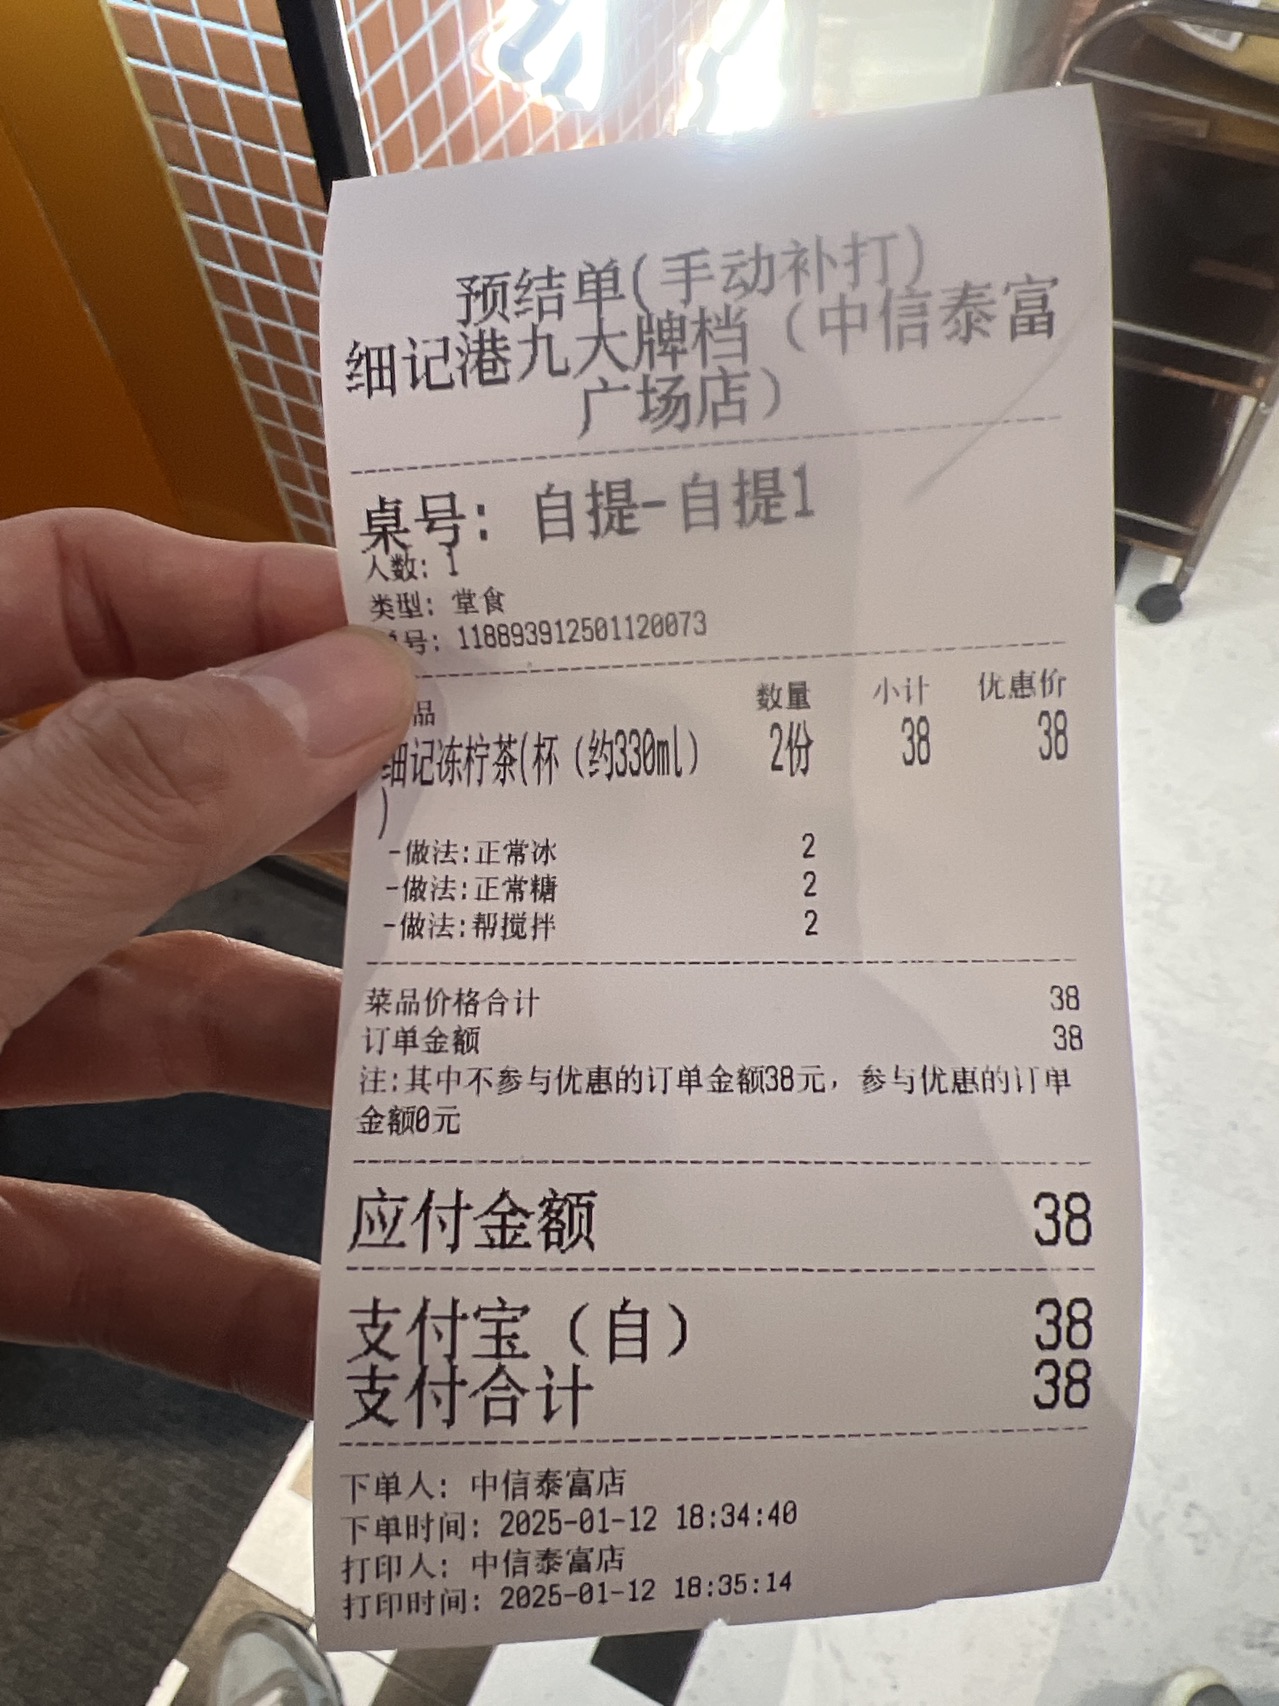 预结单(手动补打)
细记港九大牌档（中信泰富
广场店）
桌号: 自提-自提1
人数: 1
类型: 堂食
号: 118893912501120073
品 数量 小计 优惠价
细记冻柠茶(杯（约330ml） 2份 38 38
)
-做法:正常冰 2
-做法:正常糖 2
-做法:帮搅拌 2
菜品价格合计 38
订单金额 38
注:其中不参与优惠的订单金额38元，参与优惠的订单
金额0元
应付金额 38
支付宝（自） 38
支付合计 38
下单人: 中信泰富店
下单时间: 2025-01-12 18:34:40
打印人: 中信泰富店
打印时间: 2025-01-12 18:35:14